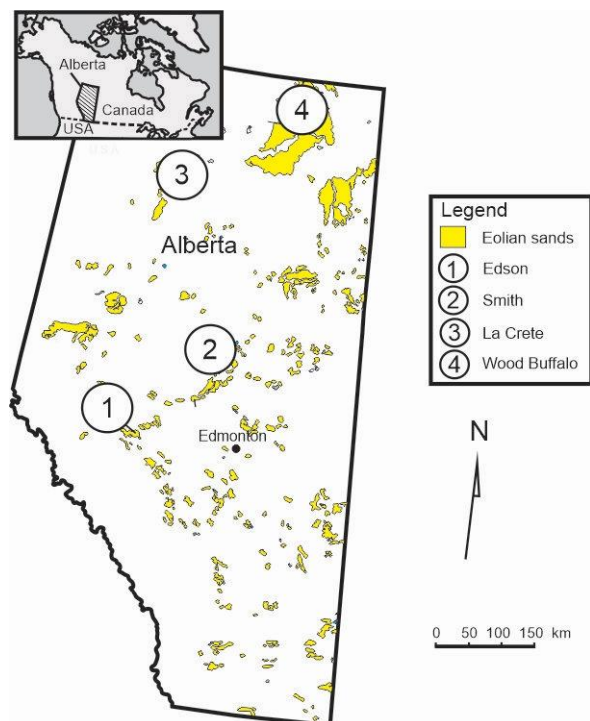 Alberta
Canada
USA
4
3
Alberta
2
1
Edmonton
Legend
Eolian sands
1 Edson
2 Smith
3 La Crete
4 Wood Buffalo
N
0 50 100 150 km